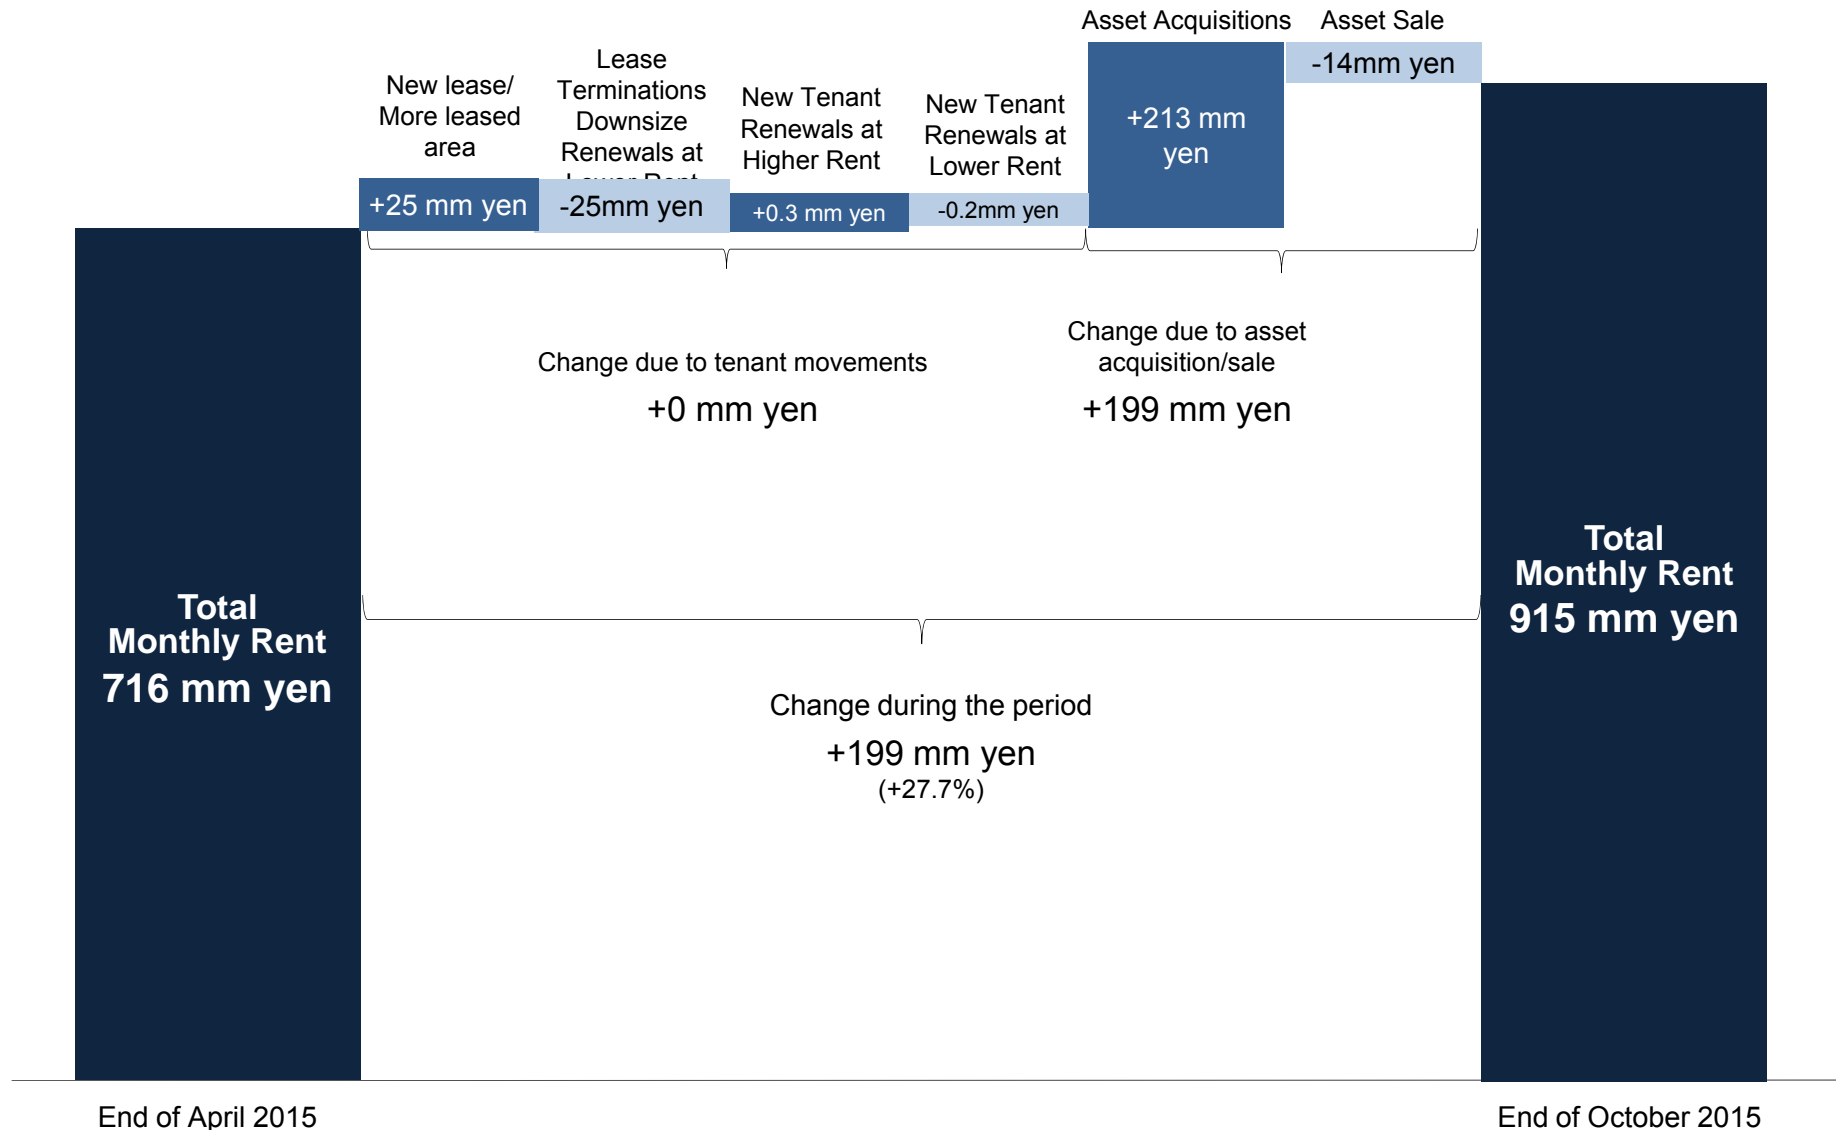 Asset Acquisitions
Asset Sale
New lease/
More leased
area
Lease
Terminations
Downsize
Renewals at
Lower Rent
New Tenant
Renewals at
Higher Rent
New Tenant
Renewals at
Lower Rent
+25 mm yen
-25mm yen
+0.3 mm yen
-0.2mm yen
+213 mm
yen
-14mm yen
Change due to tenant movements
+0 mm yen
Change due to asset
acquisition/sale
+199 mm yen
Total
Monthly Rent
716 mm yen
Total
Monthly Rent
915 mm yen
Change during the period
+199 mm yen
(+27.7%)
End of April 2015
End of October 2015